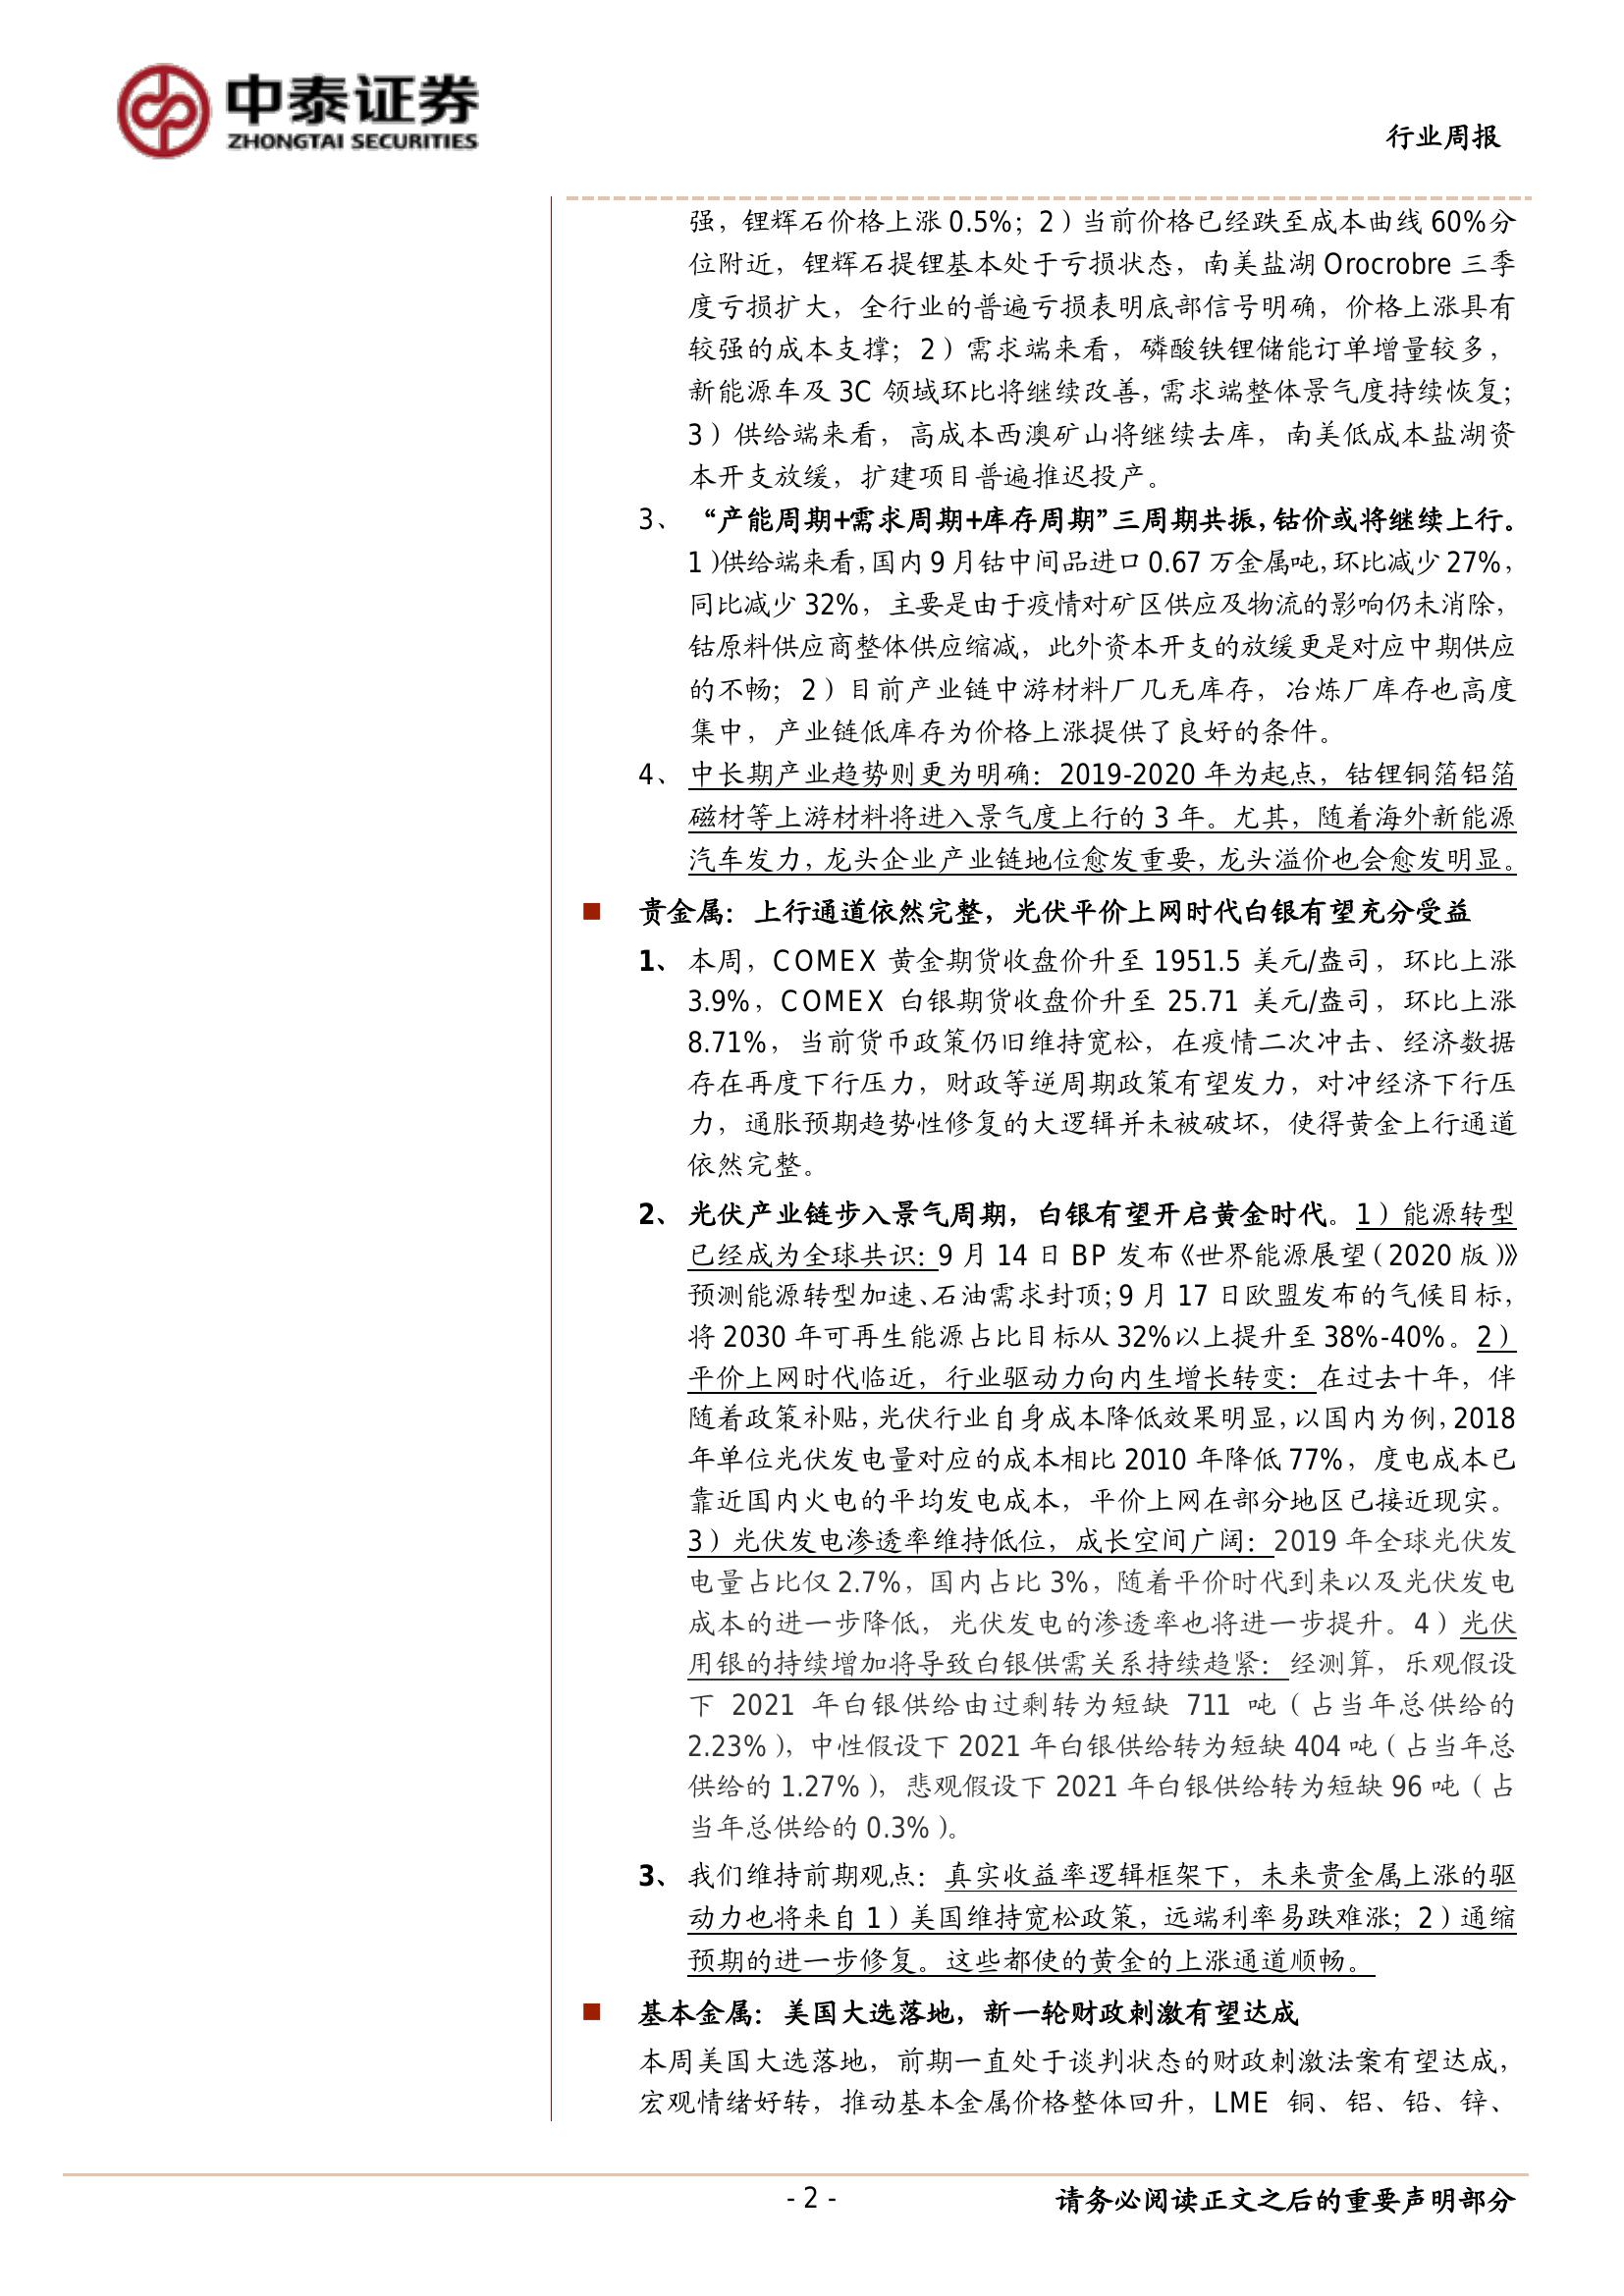 中泰证券
ZHONGTAI SECURITIES
行业周报
强，锂辉石价格上涨 0.5%；2）当前价格已经跌至成本曲线 60%分
位附近，锂辉石提锂基本处于亏损状态，南美盐湖 Orocrobre 三季
度亏损扩大，全行业的普遍亏损表明底部信号明确，价格上涨具有
较强的成本支撑；2）需求端来看，磷酸铁锂储能订单增量较多，
新能源车及 3C 领域环比将继续改善，需求端整体景气度持续恢复；
3）供给端来看，高成本西澳矿山将继续去库，南美低成本盐湖资
本开支放缓，扩建项目普遍推迟投产。
3、 “产能周期+需求周期+库存周期”三周期共振，钴价或将继续上行。
1）供给端来看，国内 9 月钴中间品进口 0.67 万金属吨，环比减少 27%，
同比减少 32%，主要是由于疫情对矿区供应及物流的影响仍未消除，
钴原料供应商整体供应缩减，此外资本开支的放缓更是对应中期供应
的不畅；2）目前产业链中游材料厂几无库存，冶炼厂库存也高度
集中，产业链低库存为价格上涨提供了良好的条件。
4、 中长期产业趋势则更为明确：2019-2020 年为起点，钴锂铜箔铝箔
磁材等上游材料将进入景气度上行的 3 年。尤其，随着海外新能源
汽车发力，龙头企业产业链地位愈发重要，龙头溢价也会愈发明显。
■ 贵金属：上行通道依然完整，光伏平价上网时代白银有望充分受益
1、 本周，COMEX 黄金期货收盘价升至 1951.5 美元/盎司，环比上涨
3.9%，COMEX 白银期货收盘价升至 25.71 美元/盎司，环比上涨
8.71%，当前货币政策仍旧维持宽松，在疫情二次冲击、经济数据
存在再度下行压力，财政等逆周期政策有望发力，对冲经济下行压
力，通胀预期趋势性修复的大逻辑并未被破坏，使得黄金上行通道
依然完整。
2、 光伏产业链步入景气周期，白银有望开启黄金时代。1）能源转型
已经成为全球共识：9 月 14 日 BP 发布《世界能源展望（2020 版）》
预测能源转型加速、石油需求封顶；9 月 17 日欧盟发布的气候目标，
将 2030 年可再生能源占比目标从 32%以上提升至 38%-40%。2）
平价上网时代临近，行业驱动力向内生增长转变：在过去十年，伴
随着政策补贴，光伏行业自身成本降低效果明显，以国内为例，2018
年单位光伏发电量对应的成本相比 2010 年降低 77%，度电成本已
靠近国内火电的平均发电成本，平价上网在部分地区已接近现实。
3）光伏发电渗透率维持低位，成长空间广阔：2019 年全球光伏发
电量占比仅 2.7%，国内占比 3%，随着平价时代到来以及光伏发电
成本的进一步降低，光伏发电的渗透率也将进一步提升。4）光伏
用银的持续增加将导致白银供需关系持续趋紧：经测算，乐观假设
下 2021 年白银供给由过剩转为短缺 711 吨（占当年总供给的
2.23%），中性假设下 2021 年白银供给转为短缺 404 吨（占当年总
供给的 1.27%），悲观假设下 2021 年白银供给转为短缺 96 吨（占
当年总供给的 0.3%）。
3、 我们维持前期观点：真实收益率逻辑框架下，未来贵金属上涨的驱
动力也将来自 1）美国维持宽松政策，远端利率易跌难涨；2）通缩
预期的进一步修复。这些都使的黄金的上涨通道顺畅。
■ 基本金属：美国大选落地，新一轮财政刺激有望达成
本周美国大选落地，前期一直处于谈判状态的财政刺激法案有望达成，
宏观情绪好转，推动基本金属价格整体回升，LME 铜、铝、铅、锌、
- 2 -
请务必阅读正文之后的重要声明部分